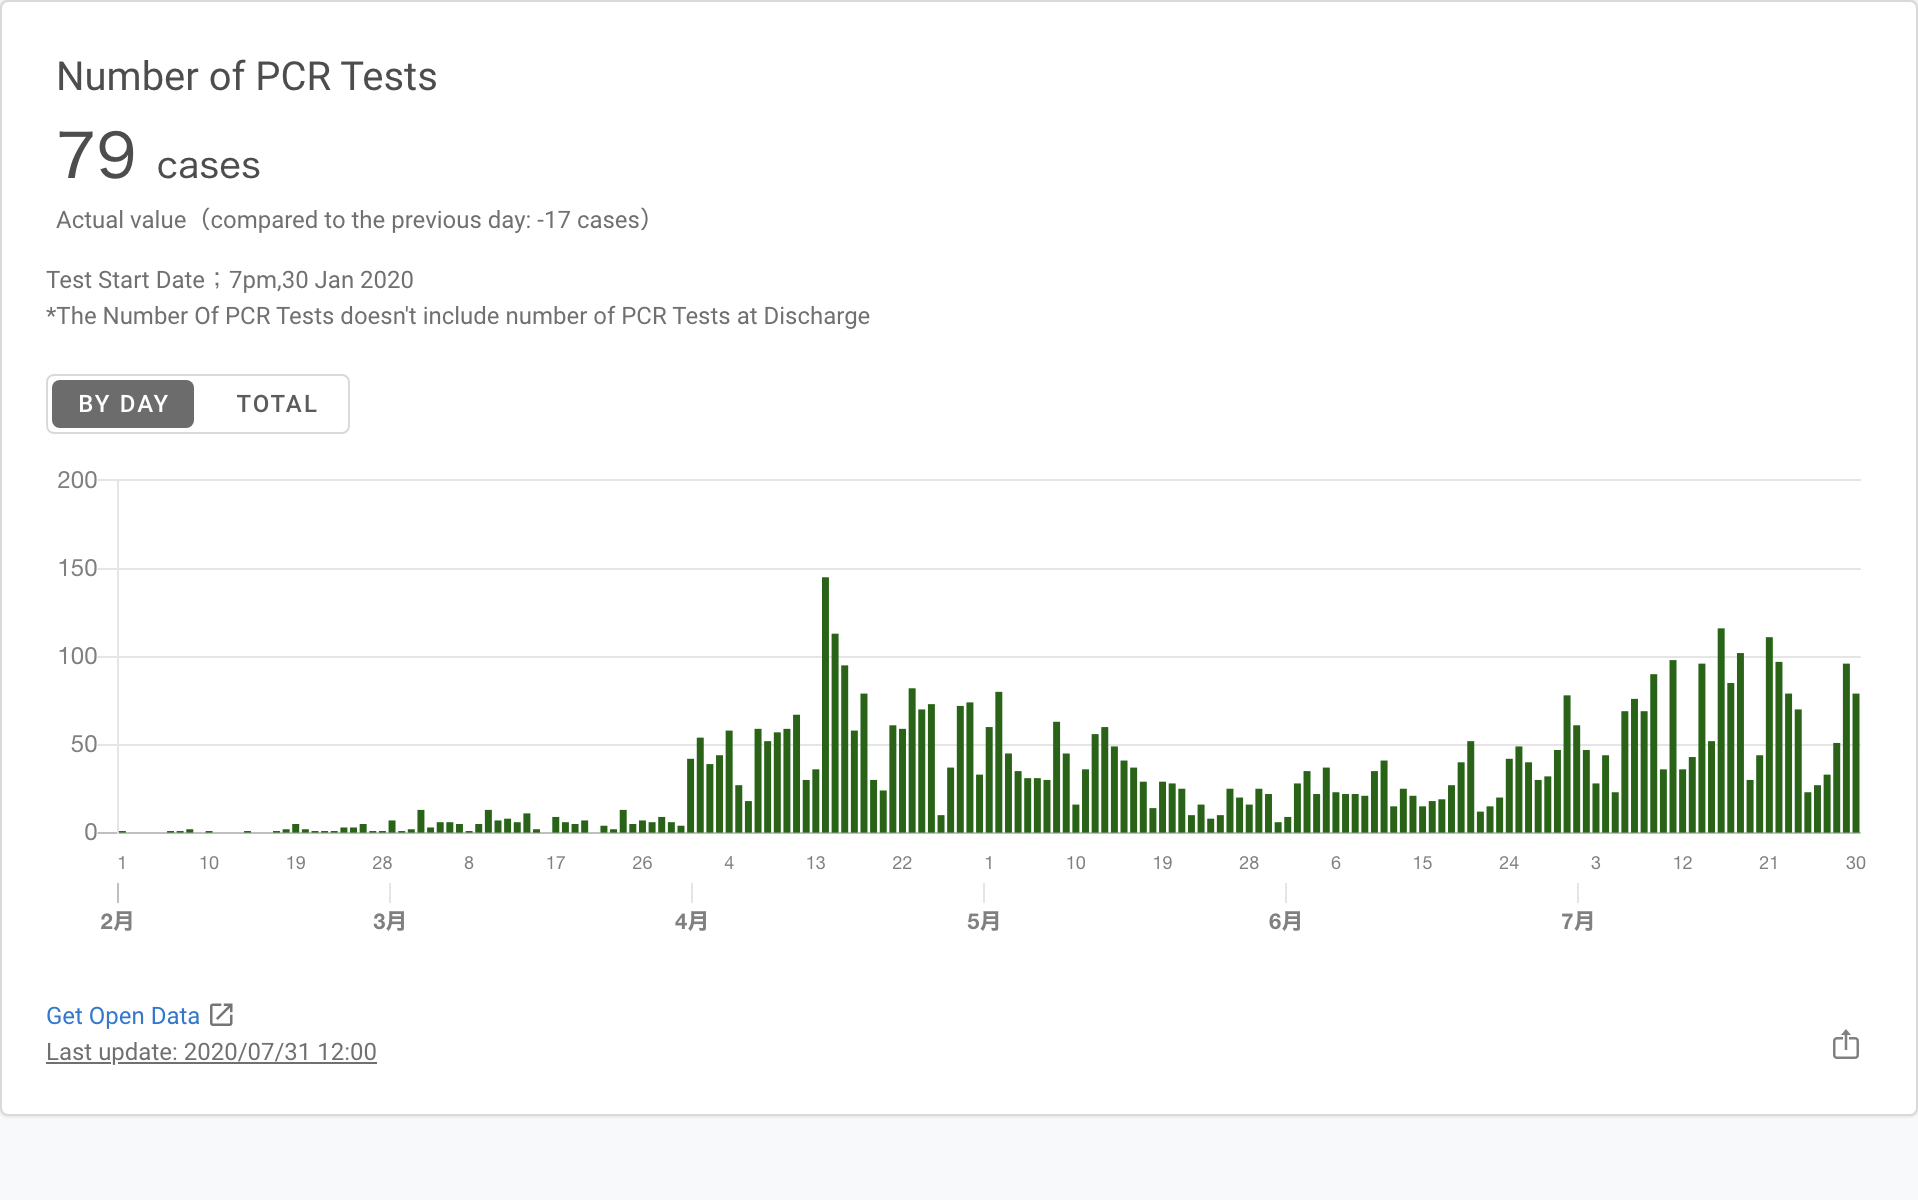 Number of PCR Tests
79 cases
Actual value（compared to the previous day: -17 cases）
Test Start Date；7pm,30 Jan 2020
*The Number Of PCR Tests doesn't include number of PCR Tests at Discharge
BY DAY TOTAL
200
150
100
50
0
1 10 19 28 8 17 26 4 13 22 1 10 19 28 6 15 24 3 12 21 30
2月 3月 4月 5月 6月 7月
Get Open Data
Last update: 2020/07/31 12:00